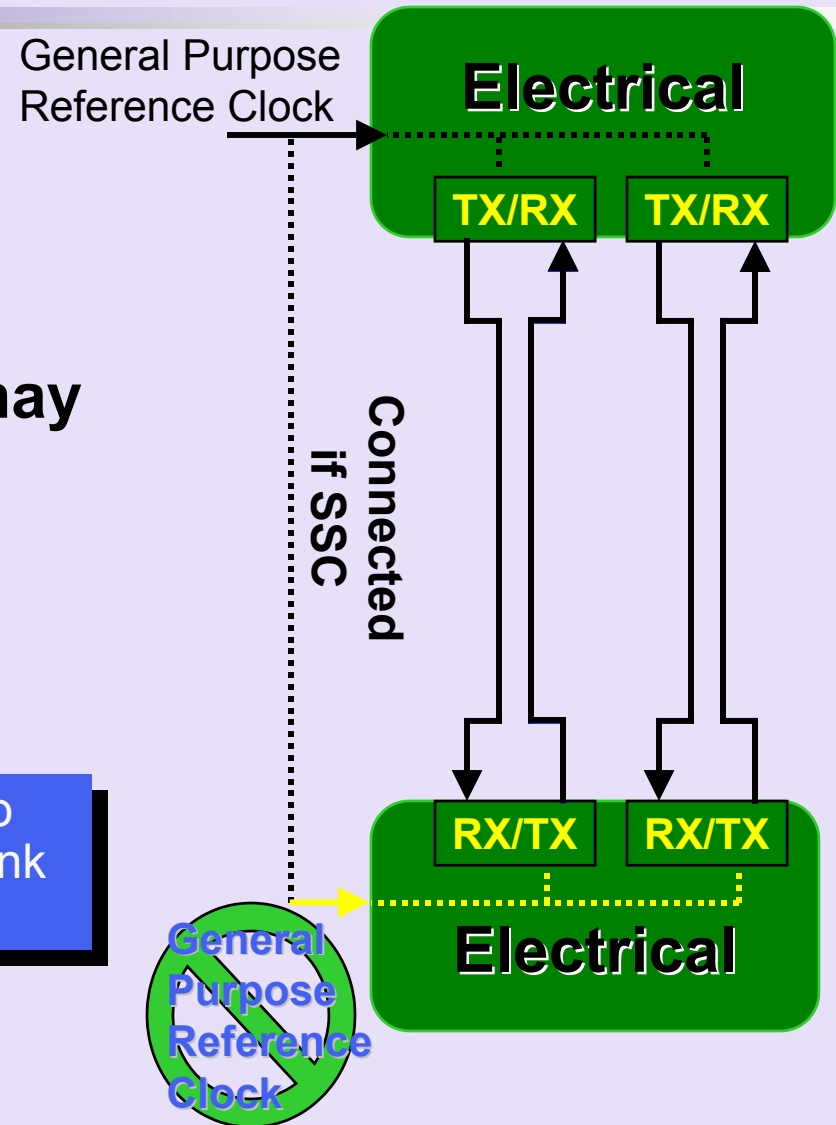 General Purpose
Reference Clock
Electrical
TX/RX TX/RX
Connected
if SSC
RX/TX RX/TX
Electrical
General
Purpose
Reference
Clock